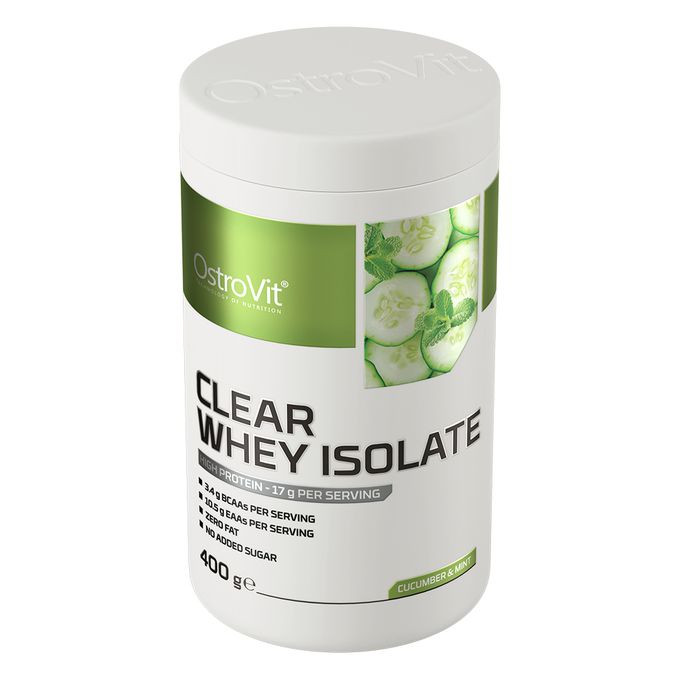 OstroVit
OstroVit®
TECHNOLOGY OF NUTRITION
CLEAR
WHEY ISOLATE
HIGH PROTEIN - 17 g PER SERVING
• 3.4 g BCAAs PER SERVING
• 10.5 g EAAs PER SERVING
• ZERO FAT
• NO ADDED SUGAR
400 g ℮
CUCUMBER & MINT